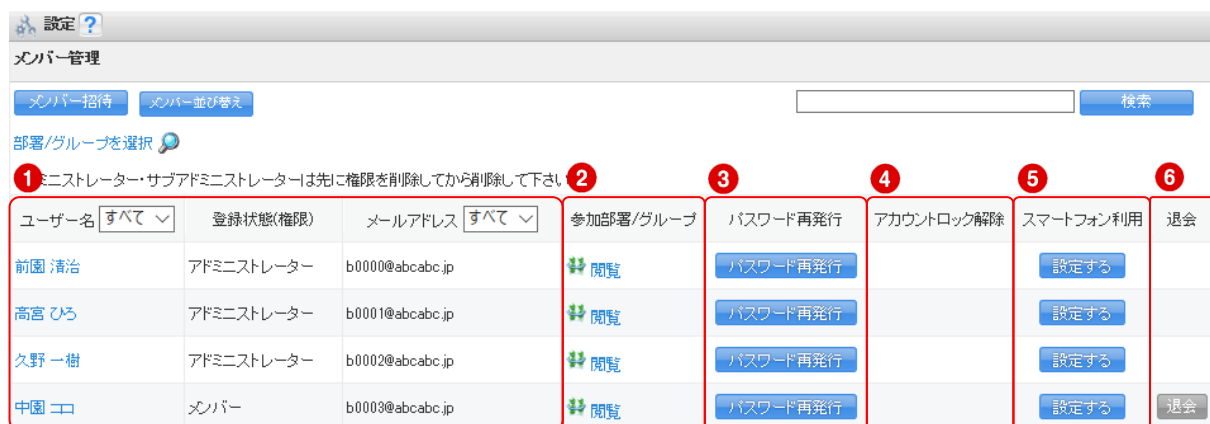 設定 ?
メンバー管理
メンバー招待 メンバー並び替え 検索
部署/グループを選択
1 ミニストレーター・サブアドミニストレーターは先に権限を削除してから削除して下さい 2 3 4 5 6
ユーザー名 すべて 登録状態(権限) メールアドレス すべて 参加部署/グループ パスワード再発行 アカウントロック解除 スマートフォン利用 退会
前園 清治 アドミニストレーター b0000@abcabc.jp 閲覧 パスワード再発行 設定する
高宮 ひろ アドミニストレーター b0001@abcabc.jp 閲覧 パスワード再発行 設定する
久野 一樹 アドミニストレーター b0002@abcabc.jp 閲覧 パスワード再発行 設定する
中園 ココ メンバー b0003@abcabc.jp 閲覧 パスワード再発行 設定する 退会